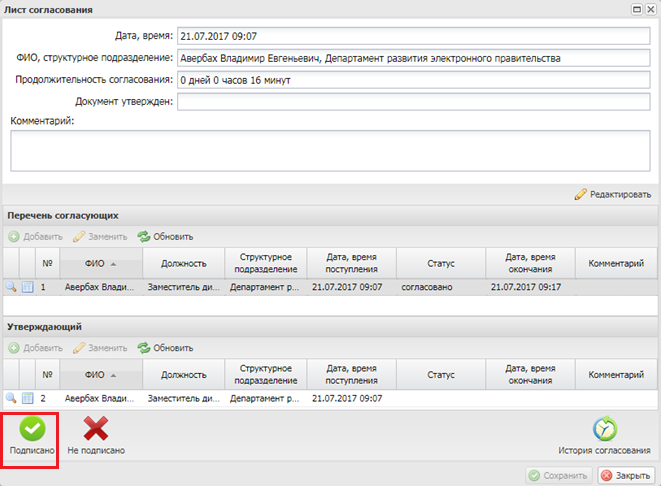 Лист согласования
Дата, время: 21.07.2017 09:07
ФИО, структурное подразделение: Авербах Владимир Евгеньевич, Департамент развития электронного правительства
Продолжительность согласования: 0 дней 0 часов 16 минут
Документ утвержден:
Комментарий:
Редактировать
Перечень согласующих
Добавить Заменить Обновить
№ ФИО Должность Структурное подразделение Дата, время поступления Статус Дата, время окончания Комментарий
1 Авербах Влади... Заместитель ди... Департамент р... 21.07.2017 09:07 согласовано 21.07.2017 09:17
Утверждающий
Добавить Заменить Обновить
№ ФИО Должность Структурное подразделение Дата, время поступления Статус Дата, время окончания Комментарий
2 Авербах Влади... Заместитель ди... Департамент р... 21.07.2017 09:07
Подписано Не подписано История согласования
Сохранить Закрыть